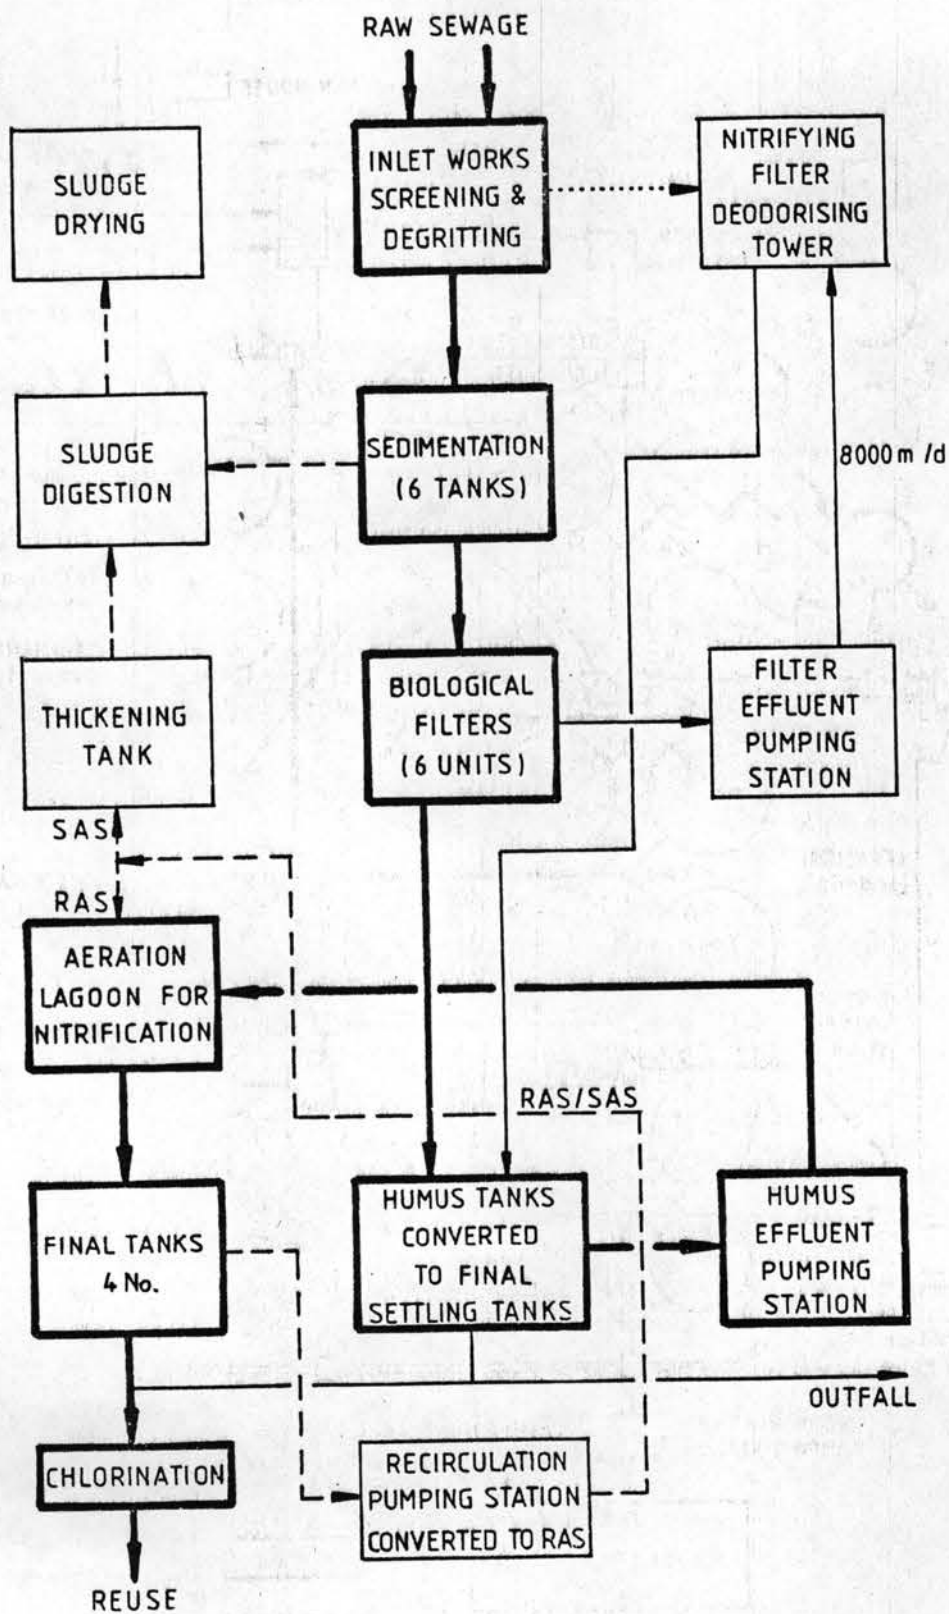 RAW SEWAGE
SLUDGE
DRYING
INLET WORKS
SCREENING &
DEGRITTING
NITRIFYING
FILTER
DEODORISING
TOWER
SLUDGE
DIGESTION
SEDIMENTATION
(6 TANKS)
8000 m /d
THICKENING
TANK
BIOLOGICAL
FILTERS
(6 UNITS)
FILTER
EFFLUENT
PUMPING
STATION
SAS
RAS
AERATION
LAGOON FOR
NITRIFICATION
RAS/SAS
FINAL TANKS
4 No.
HUMUS TANKS
CONVERTED
TO FINAL
SETTLING TANKS
HUMUS
EFFLUENT
PUMPING
STATION
OUTFALL
CHLORINATION
RECIRCULATION
PUMPING STATION
CONVERTED TO RAS
REUSE